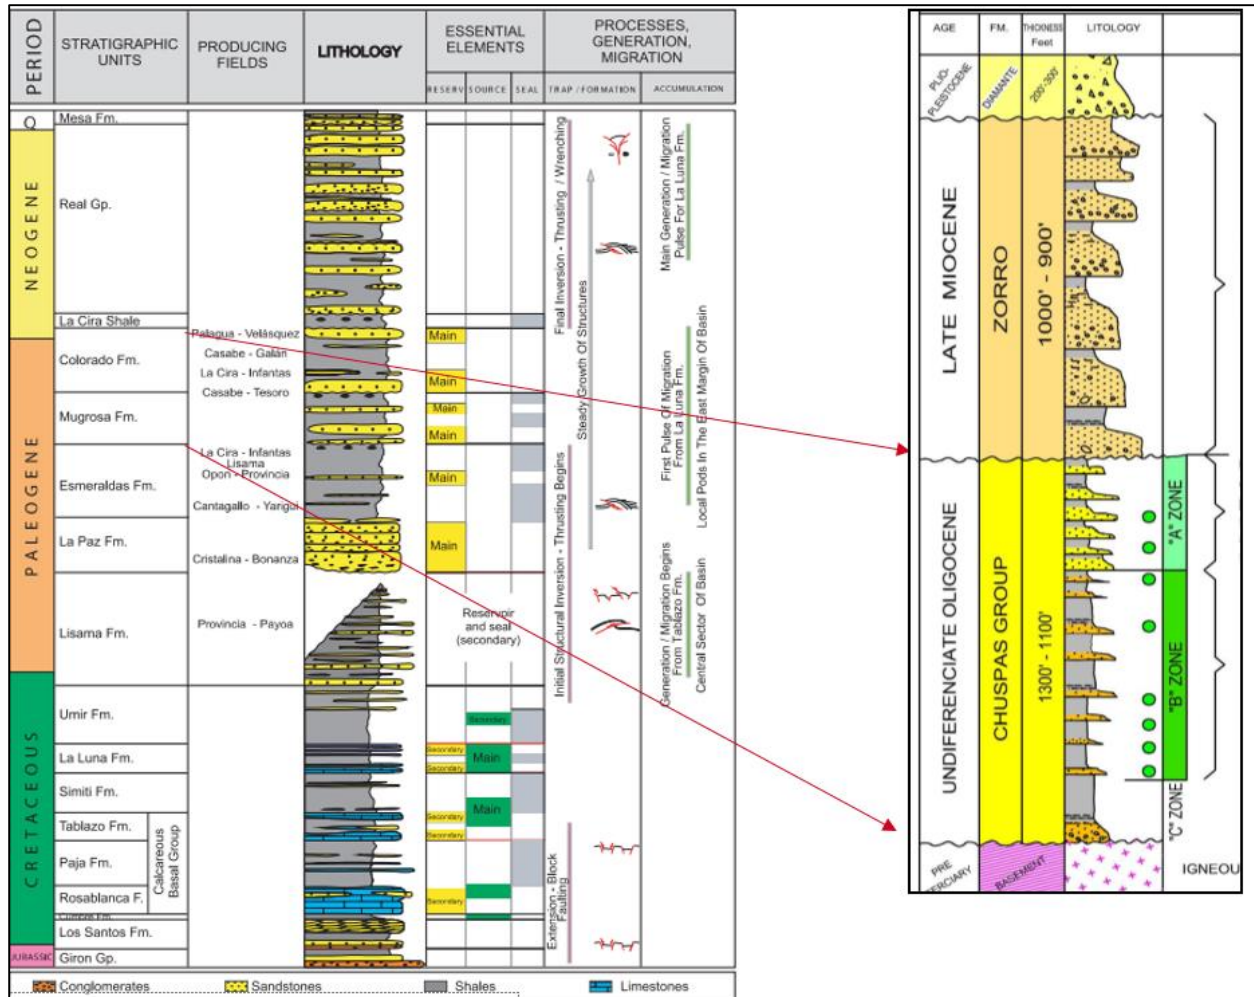 PERIOD
STRATIGRAPHIC
UNITS
PRODUCING
FIELDS
LITHOLOGY
ESSENTIAL
ELEMENTS
RESERV
SOURCE
SEAL
PROCESSES,
GENERATION,
MIGRATION
TRAP / FORMATION
ACCUMULATION
Q
NEOGENE
PALEOGENE
CRETACEOUS
JURASSIC
Mesa Fm.
Real Gp.
La Cira Shale
Colorado Fm.
Mugrosa Fm.
Esmeraldas Fm.
La Paz Fm.
Lisama Fm.
Umir Fm.
La Luna Fm.
Simiti Fm.
Tablazo Fm.
Paja Fm.
Rosablanca F.
Calcareous
Basal Group
Los Santos Fm.
Giron Gp.
Palagua - Velásquez
Casabe - Galán
La Cira - Infantas
Casabe - Tesoro
La Cira - Infantas
Lisama
Opon - Provincia
Cantagallo - Yarigui
Cristalina - Bonanza
Provincia - Payoa
Main
Main
Main
Main
Main
Main
Reservoir
and seal
(secondary)
Secondary
Secondary
Main
Secondary
Main
Secondary
Secondary
Secondary
Final Inversion - Thrusting / Wrenching
Initial Structural Inversion - Thrusting Begins
Extension - Block
Faulting
Steady Growth Of Structures
Main Generation / Migration
Pulse For La Luna Fm.
First Pulse Of Migration
From La Luna Fm.
Local Pods In The East Margin Of Basin
Generation / Migration Begins
From Tablazo Fm.
Central Sector Of Basin
Conglomerates
Sandstones
Shales
Limestones
AGE
FM.
THICKNESS
Feet
LITOLOGY
PLIO-
PLEISTOCENE
DIAMANTE
200'-300'
LATE MIOCENE
ZORRO
1000' - 900'
UNDIFERENCIATE OLIGOCENE
CHUSPAS GROUP
1300' - 1100'
"A" ZONE
"B" ZONE
"C" ZONE
PRE
TERCIARY
BASEMENT
IGNEOU